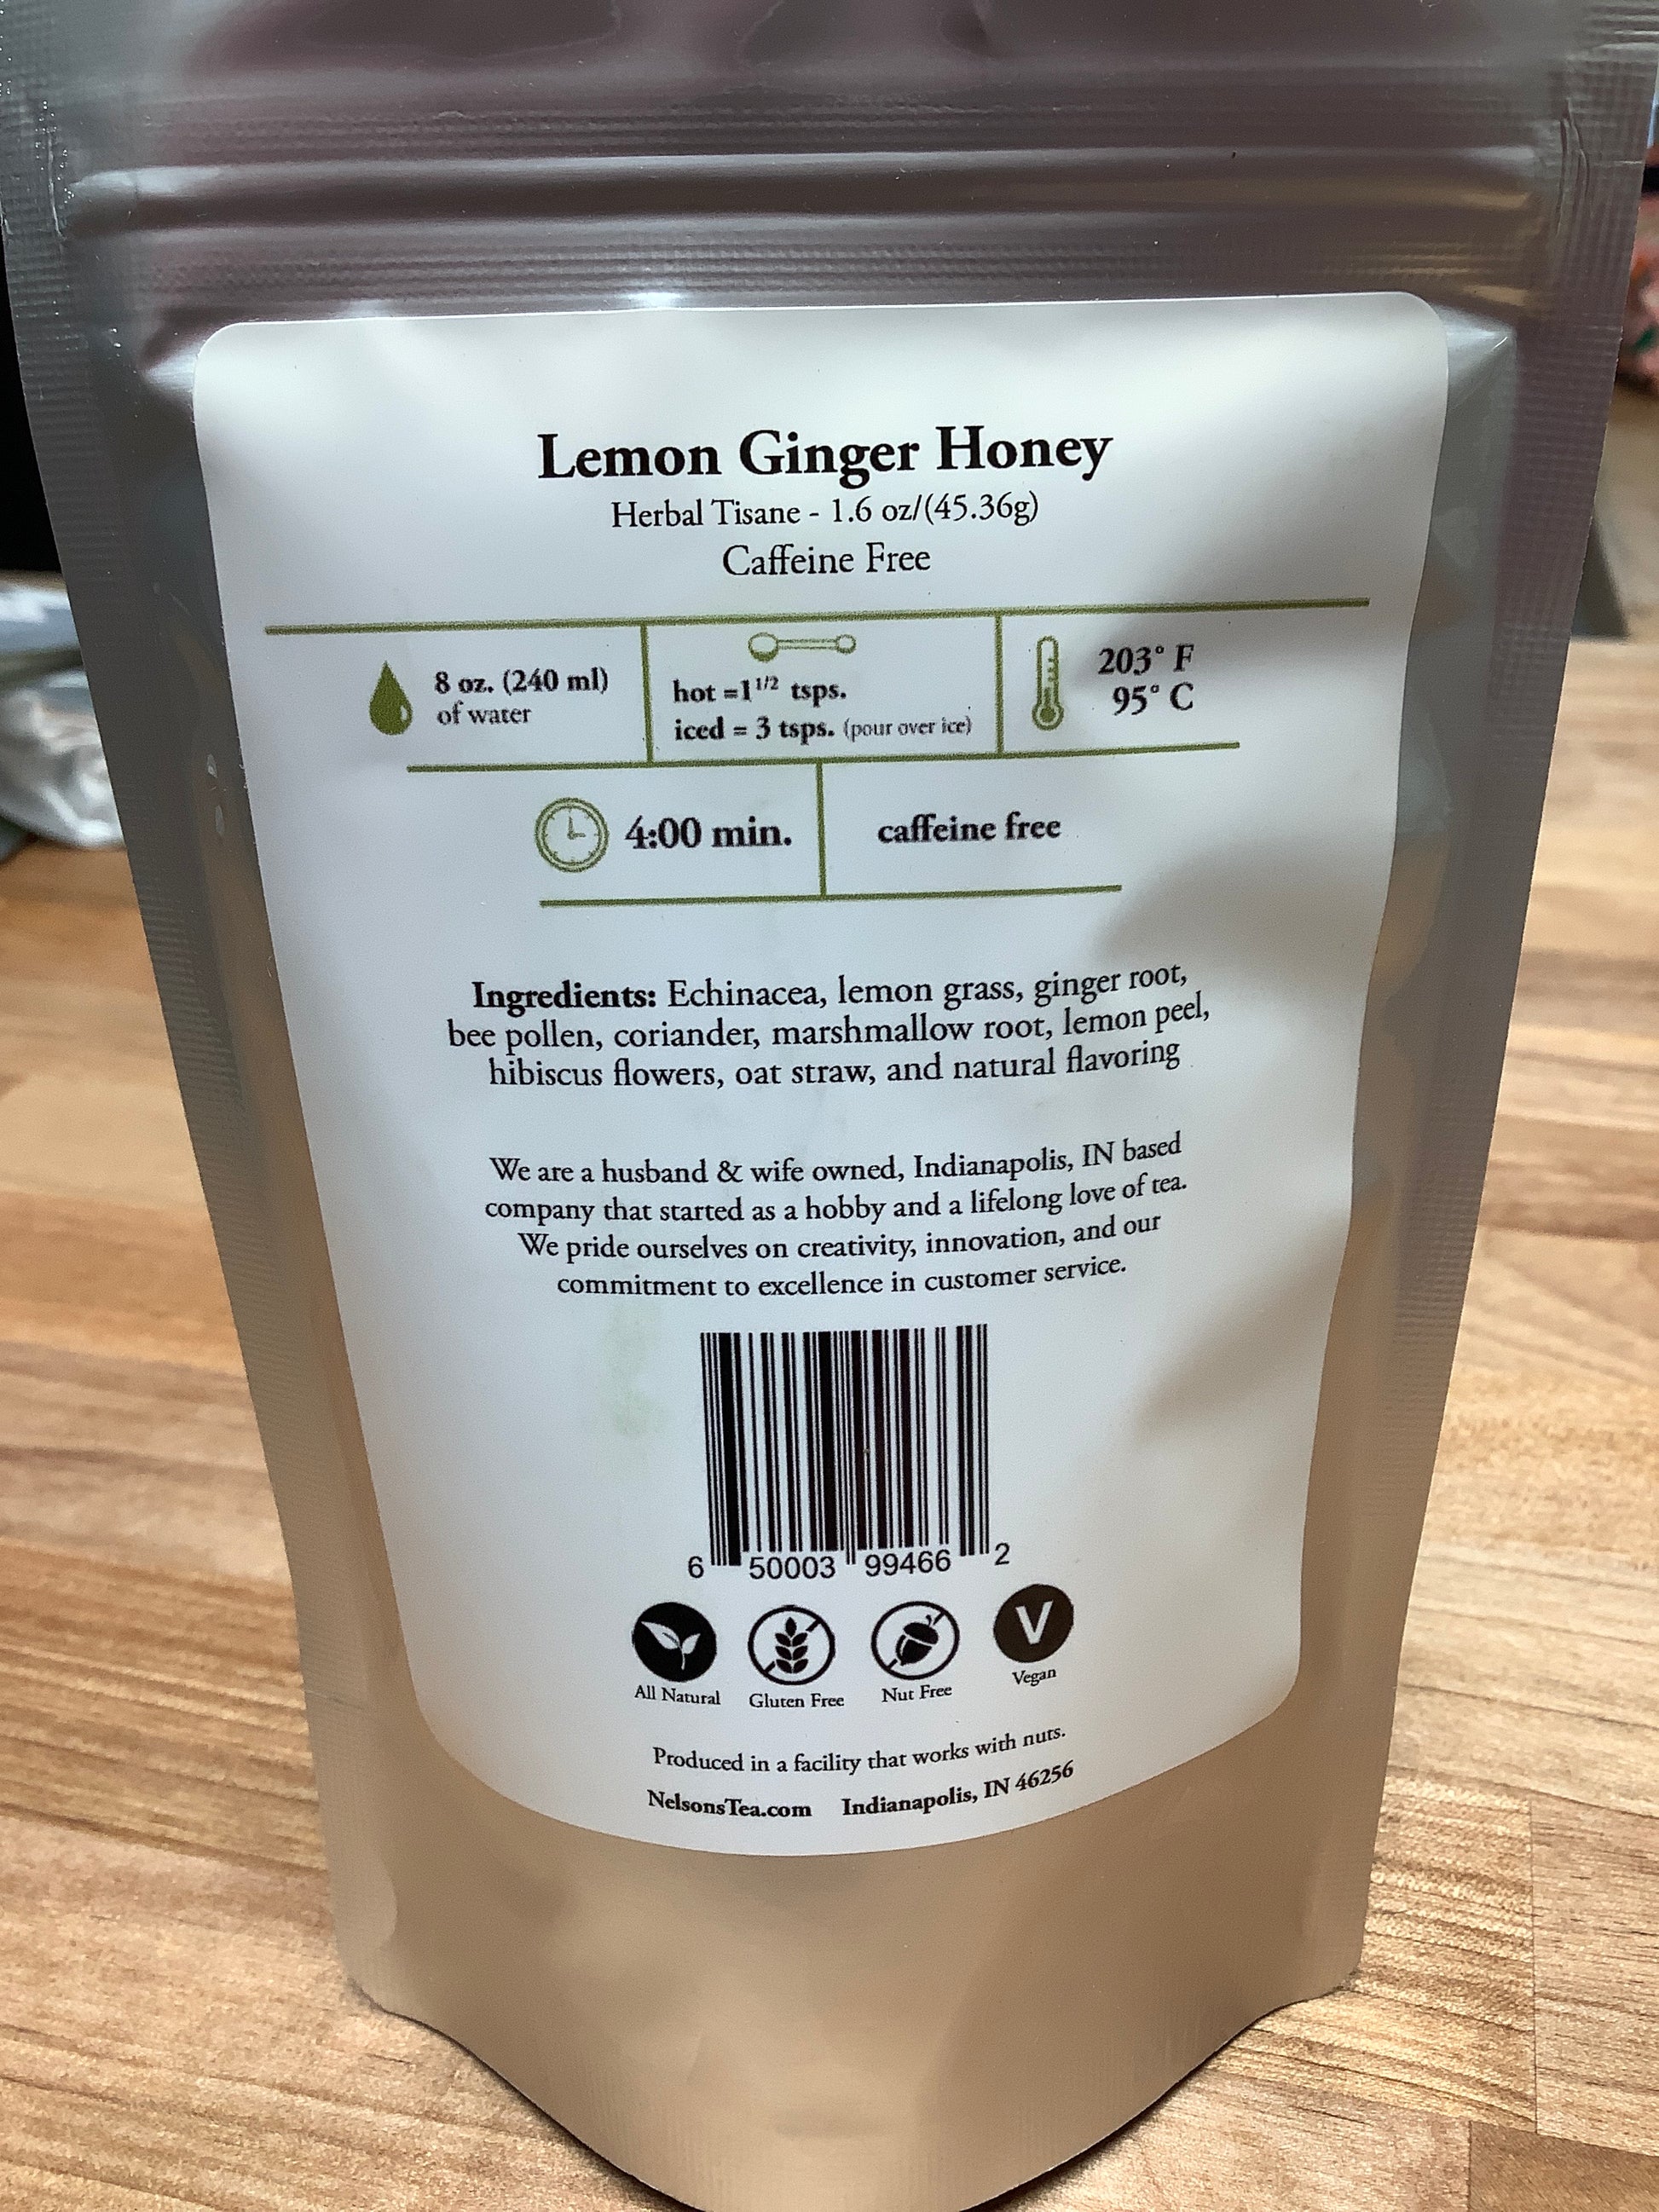 Lemon Ginger Honey
Herbal Tisane - 1.6 oz/(45.36g)
Caffeine Free
8 oz. (240 ml)
of water
hot =1 1/2 tsps.
iced = 3 tsps. (pour over ice)
203° F
95° C
4:00 min.
caffeine free
Ingredients: Echinacea, lemon grass, ginger root,
bee pollen, coriander, marshmallow root, lemon peel,
hibiscus flowers, oat straw, and natural flavoring
We are a husband & wife owned, Indianapolis, IN based
company that started as a hobby and a lifelong love of tea.
We pride ourselves on creativity, innovation, and our
commitment to excellence in customer service.
6 50003 99466 2
All Natural
Gluten Free
Nut Free
V
Vegan
Produced in a facility that works with nuts.
NelsonsTea.com Indianapolis, IN 46256